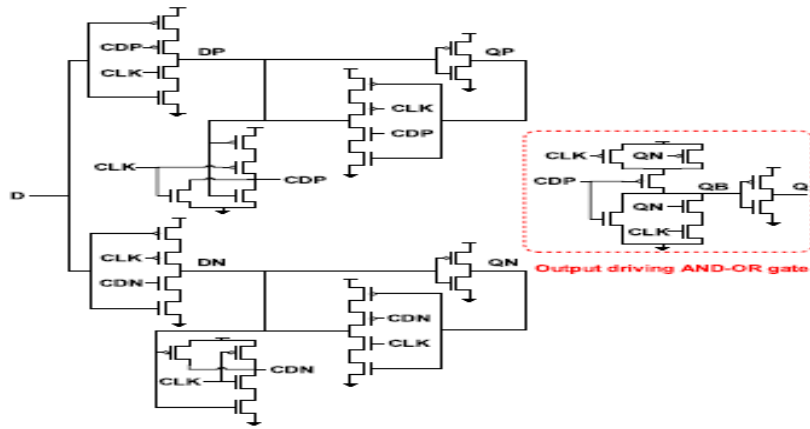 DP
QP
CDP
CLK
CLK
CDP
CLK
QN
CLK
CDP
CDP
D
QB
Q
QN
CLK
DN
QN
CLK
CDN
Output driving AND-OR gate
CDN
CLK
CDN
CLK